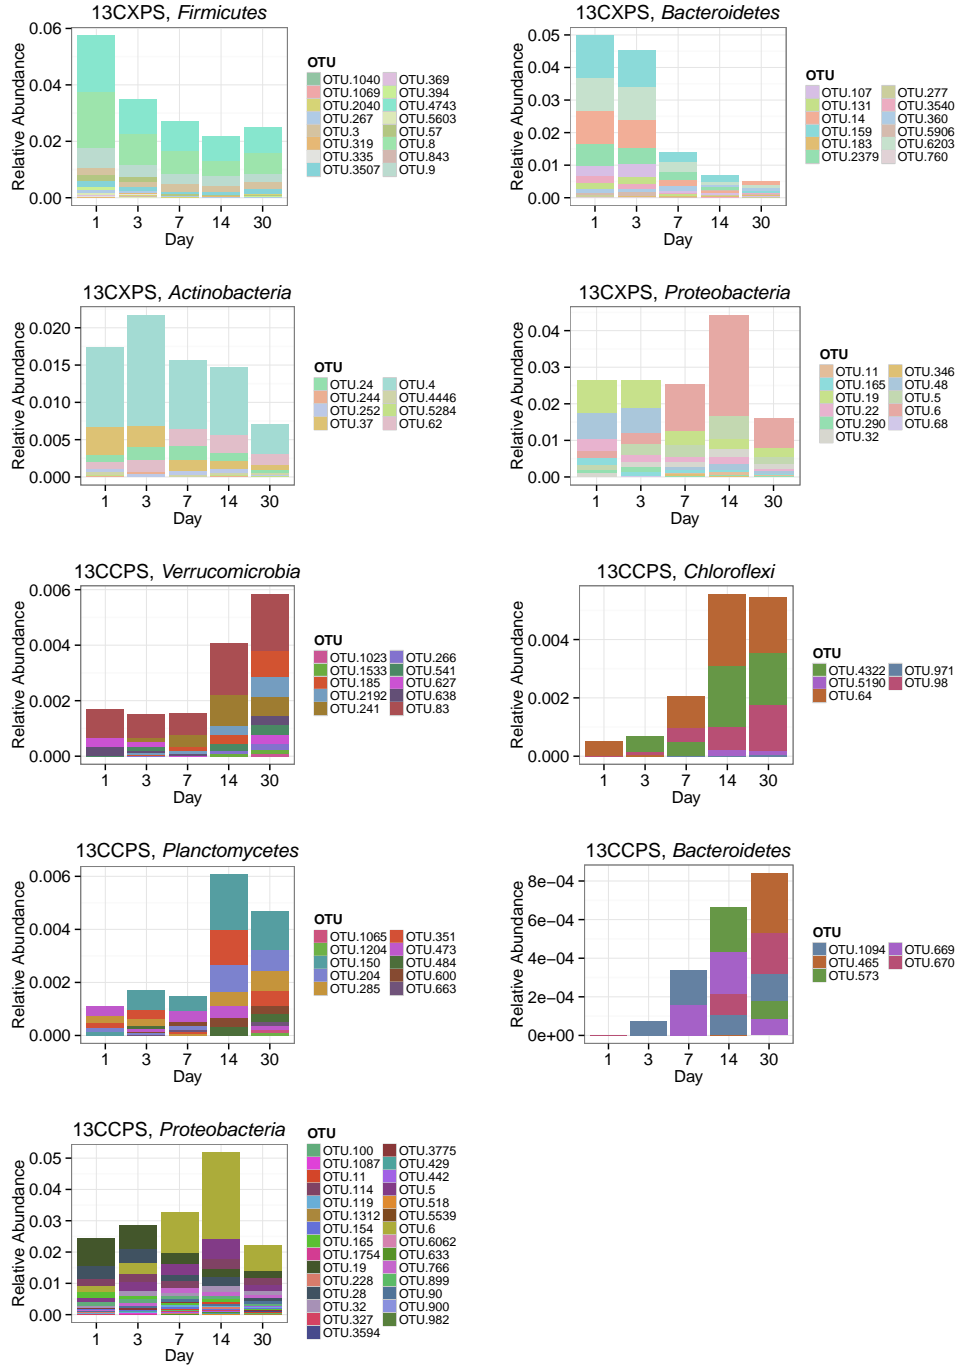 13CXPS, Firmicutes
Relative Abundance
0.06
0.04
0.02
0.00
1 3 7 14 30
Day
OTU
OTU.1040 OTU.369
OTU.1069 OTU.394
OTU.2040 OTU.4743
OTU.267 OTU.5603
OTU.3 OTU.57
OTU.319 OTU.8
OTU.335 OTU.843
OTU.3507 OTU.9
13CXPS, Bacteroidetes
Relative Abundance
0.05
0.04
0.03
0.02
0.01
0.00
1 3 7 14 30
Day
OTU
OTU.107 OTU.277
OTU.131 OTU.3540
OTU.14 OTU.360
OTU.159 OTU.5906
OTU.183 OTU.6203
OTU.2379 OTU.760
13CXPS, Actinobacteria
Relative Abundance
0.020
0.015
0.010
0.005
0.000
1 3 7 14 30
Day
OTU
OTU.24 OTU.4
OTU.244 OTU.4446
OTU.252 OTU.5284
OTU.37 OTU.62
13CXPS, Proteobacteria
Relative Abundance
0.04
0.03
0.02
0.01
0.00
1 3 7 14 30
Day
OTU
OTU.11 OTU.346
OTU.165 OTU.48
OTU.19 OTU.5
OTU.22 OTU.6
OTU.290 OTU.68
OTU.32
13CCPS, Verrucomicrobia
Relative Abundance
0.006
0.004
0.002
0.000
1 3 7 14 30
Day
OTU
OTU.1023 OTU.266
OTU.1533 OTU.541
OTU.185 OTU.627
OTU.2192 OTU.638
OTU.241 OTU.83
13CCPS, Chloroflexi
Relative Abundance
0.004
0.002
0.000
1 3 7 14 30
Day
OTU
OTU.4322 OTU.971
OTU.5190 OTU.98
OTU.64
13CCPS, Planctomycetes
Relative Abundance
0.006
0.004
0.002
0.000
1 3 7 14 30
Day
OTU
OTU.1065 OTU.351
OTU.1204 OTU.473
OTU.150 OTU.484
OTU.204 OTU.600
OTU.285 OTU.663
13CCPS, Bacteroidetes
Relative Abundance
8e−04
6e−04
4e−04
2e−04
0e+00
1 3 7 14 30
Day
OTU
OTU.1094 OTU.669
OTU.465 OTU.670
OTU.573
13CCPS, Proteobacteria
Relative Abundance
0.05
0.04
0.03
0.02
0.01
0.00
1 3 7 14 30
Day
OTU
OTU.100 OTU.3775
OTU.1087 OTU.429
OTU.11 OTU.442
OTU.114 OTU.5
OTU.119 OTU.518
OTU.1312 OTU.5539
OTU.154 OTU.6
OTU.165 OTU.6062
OTU.1754 OTU.633
OTU.19 OTU.766
OTU.228 OTU.899
OTU.28 OTU.90
OTU.32 OTU.900
OTU.327 OTU.982
OTU.3594